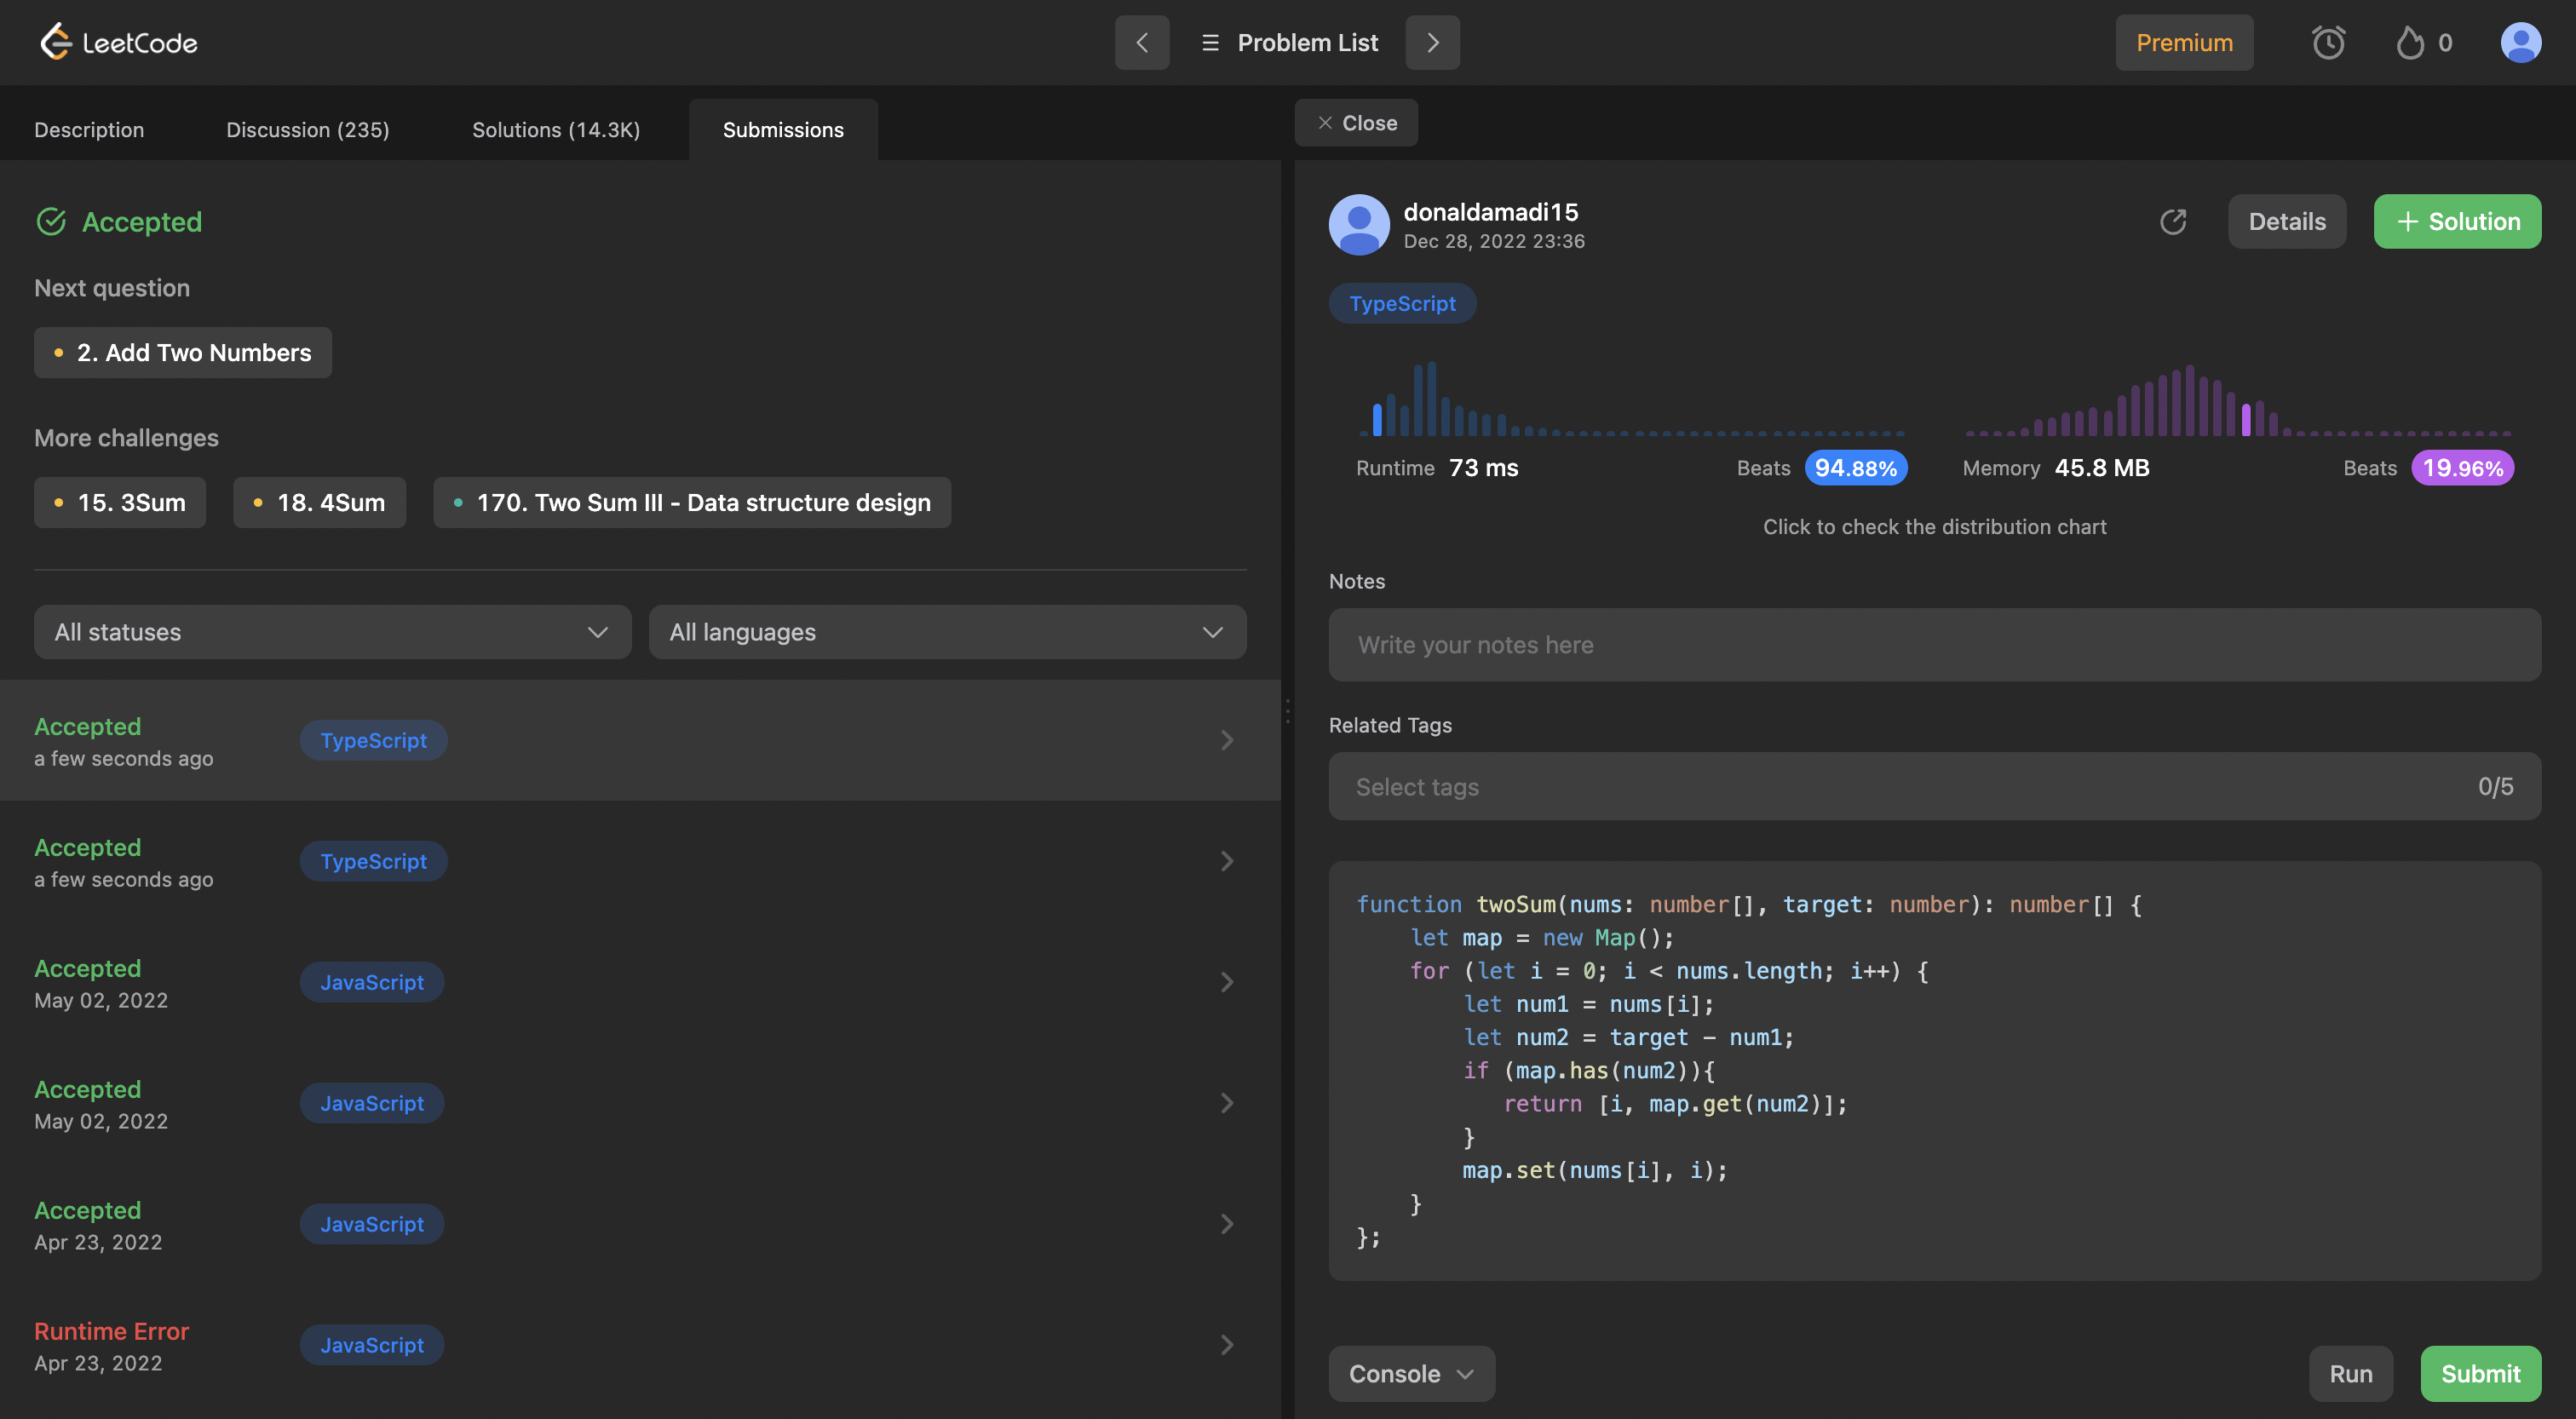 LeetCode
Problem List
Premium
0
Description
Discussion (235)
Solutions (14.3K)
Submissions
Accepted
Next question
2. Add Two Numbers
More challenges
15. 3Sum
18. 4Sum
170. Two Sum III - Data structure design
All statuses
All languages
Accepted
a few seconds ago
TypeScript
Accepted
a few seconds ago
TypeScript
Accepted
May 02, 2022
JavaScript
Accepted
May 02, 2022
JavaScript
Accepted
Apr 23, 2022
JavaScript
Runtime Error
Apr 23, 2022
JavaScript
Close
donaldamadi15
Dec 28, 2022 23:36
Details
+ Solution
TypeScript
Runtime 73 ms
Beats 94.88%
Memory 45.8 MB
Beats 19.96%
Click to check the distribution chart
Notes
Write your notes here
Related Tags
Select tags
0/5
function twoSum(nums: number[], target: number): number[] {
    let map = new Map();
    for (let i = 0; i < nums.length; i++) {
        let num1 = nums[i];
        let num2 = target - num1;
        if (map.has(num2)){
           return [i, map.get(num2)];
        }
        map.set(nums[i], i);
    }
};
Console
Run
Submit